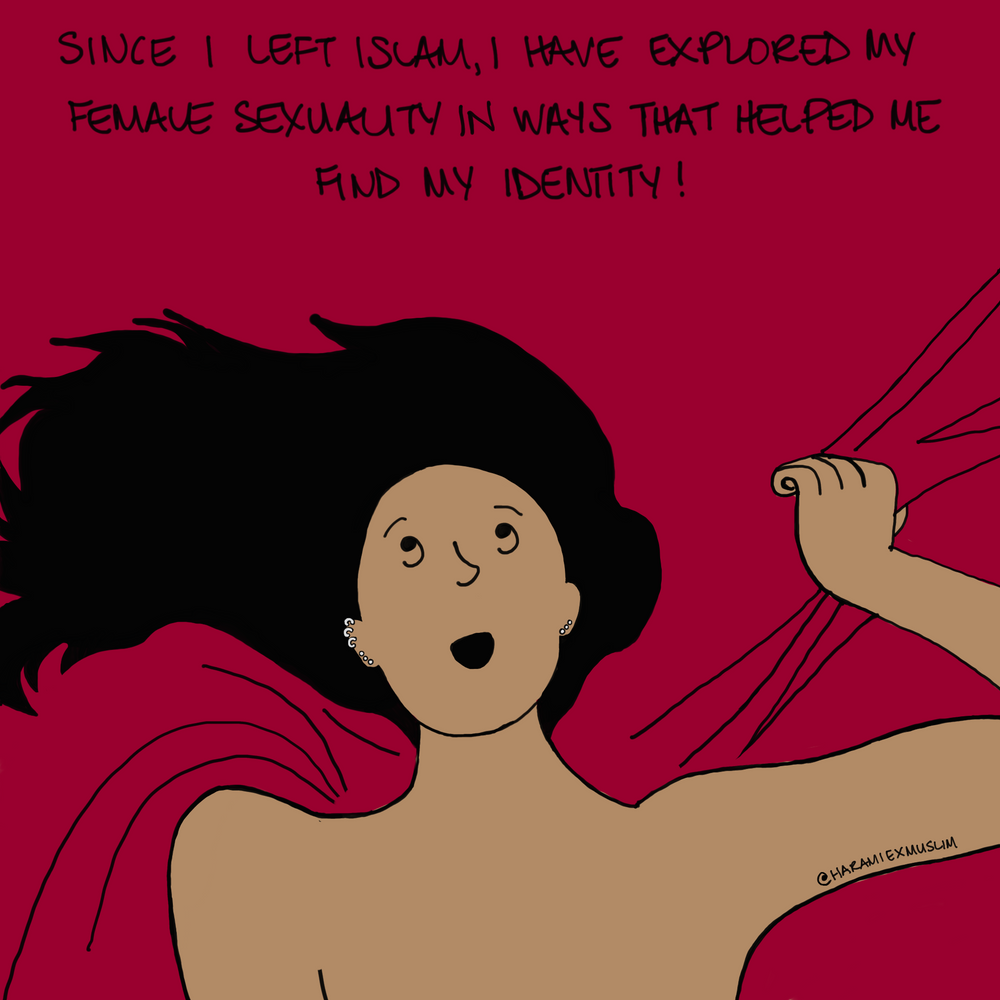 SINCE I LEFT ISLAM, I HAVE EXPLORED MY
FEMALE SEXUALITY IN WAYS THAT HELPED ME
FIND MY IDENTITY!
@HARAMIEXMUSLIM